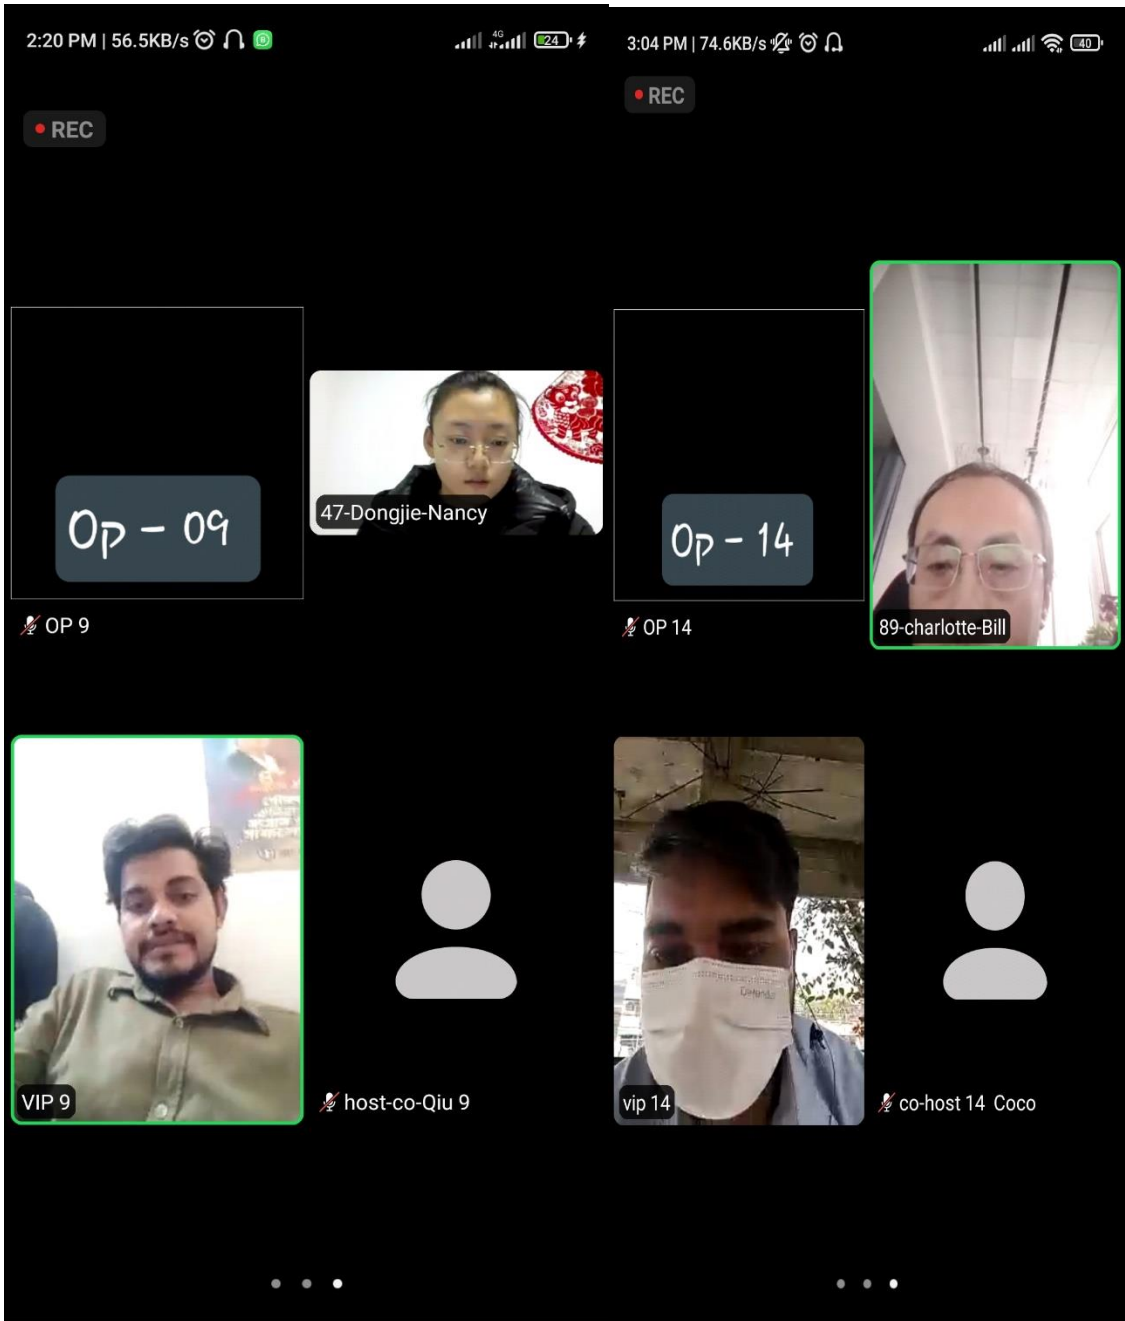 2:20 PM | 56.5KB/s
4G
24
REC
Op - 09
OP 9
47-Dongjie-Nancy
VIP 9
host-co-Qiu 9
3:04 PM | 74.6KB/s
40
REC
Op - 14
OP 14
89-charlotte-Bill
vip 14
co-host 14 Coco